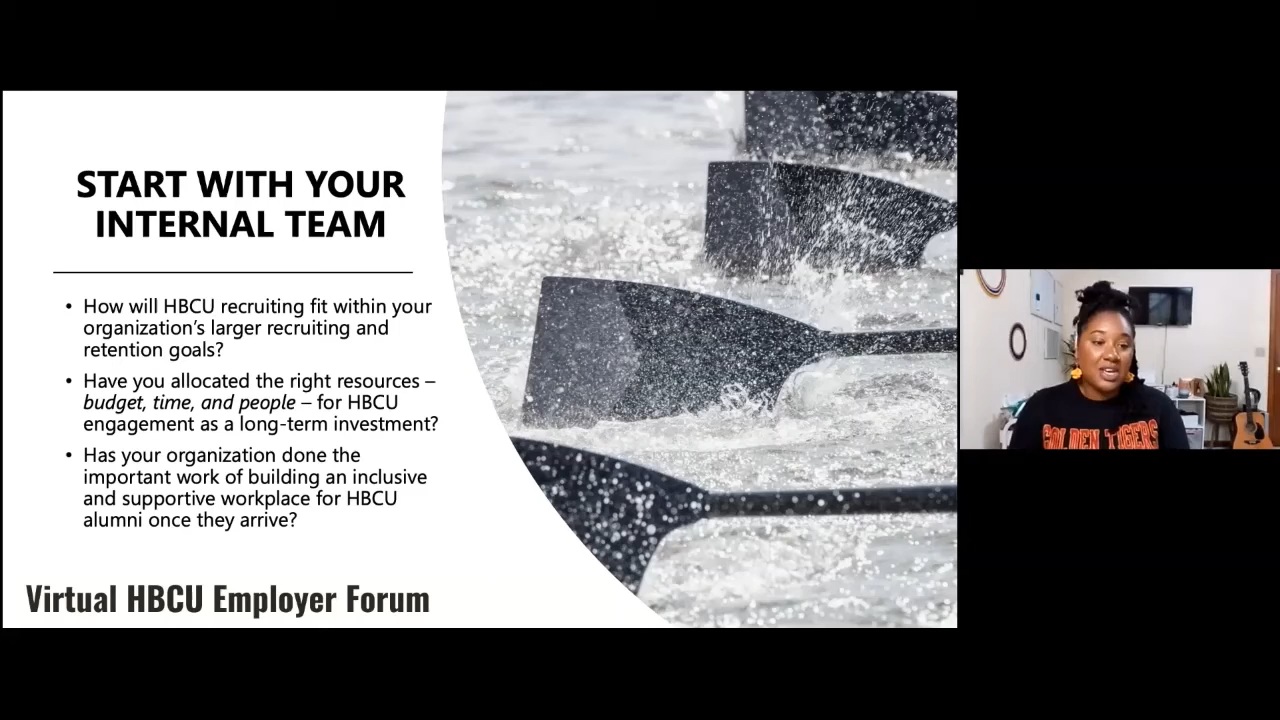 START WITH YOUR
INTERNAL TEAM
• How will HBCU recruiting fit within your
organization’s larger recruiting and
retention goals?
• Have you allocated the right resources –
budget, time, and people – for HBCU
engagement as a long-term investment?
• Has your organization done the
important work of building an inclusive
and supportive workplace for HBCU
alumni once they arrive?
Virtual HBCU Employer Forum
GOLDEN TIGERS